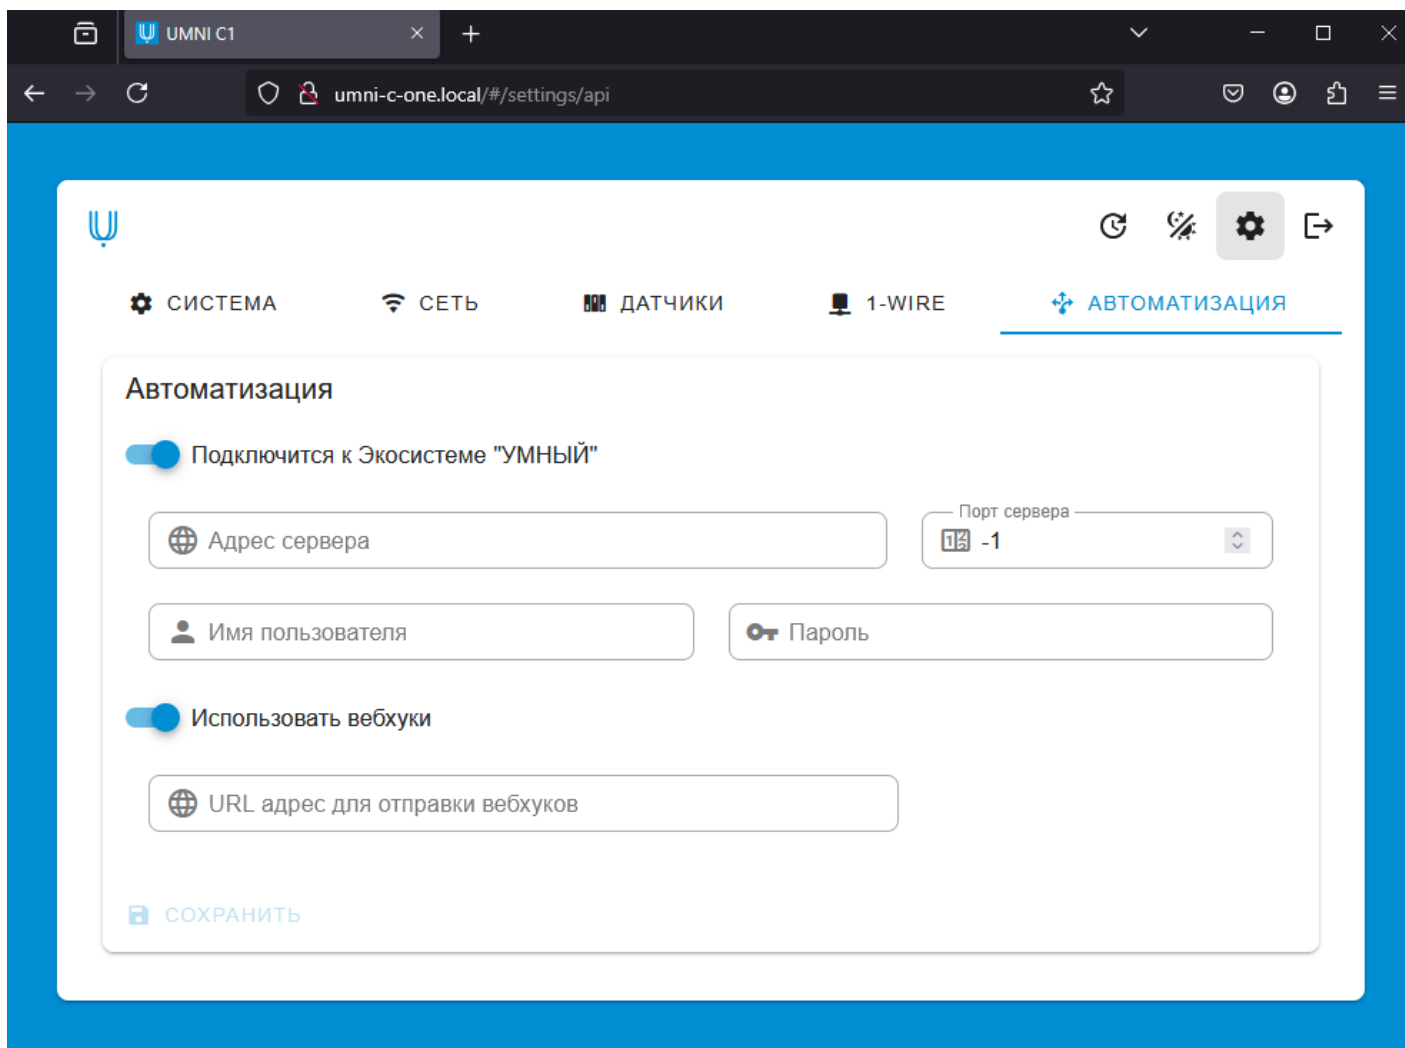 UMNI C1
umni-c-one.local/#/settings/api
СИСТЕМА
СЕТЬ
ДАТЧИКИ
1-WIRE
АВТОМАТИЗАЦИЯ
Автоматизация
Подключится к Экосистеме "УМНЫЙ"
Адрес сервера
Порт сервера
-1
Имя пользователя
Пароль
Использовать вебхуки
URL адрес для отправки вебхуков
СОХРАНИТЬ